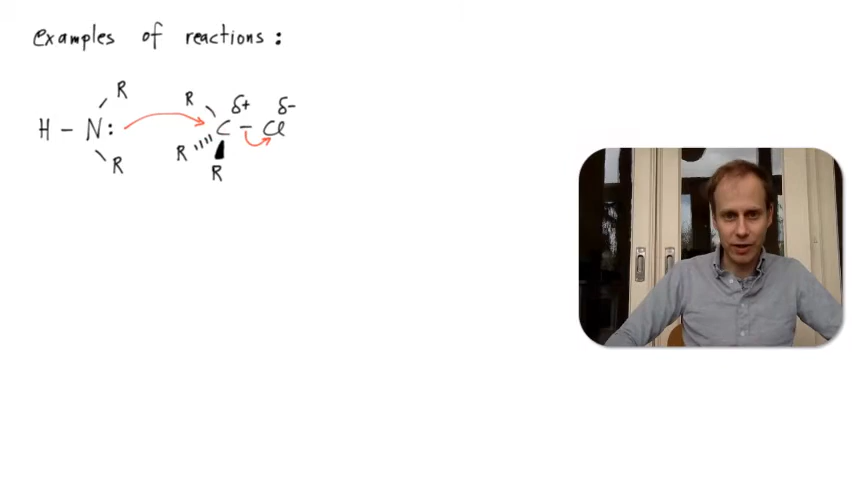 examples of reactions:
R
R δ+ δ-
H - N: C - Cl
R R
R